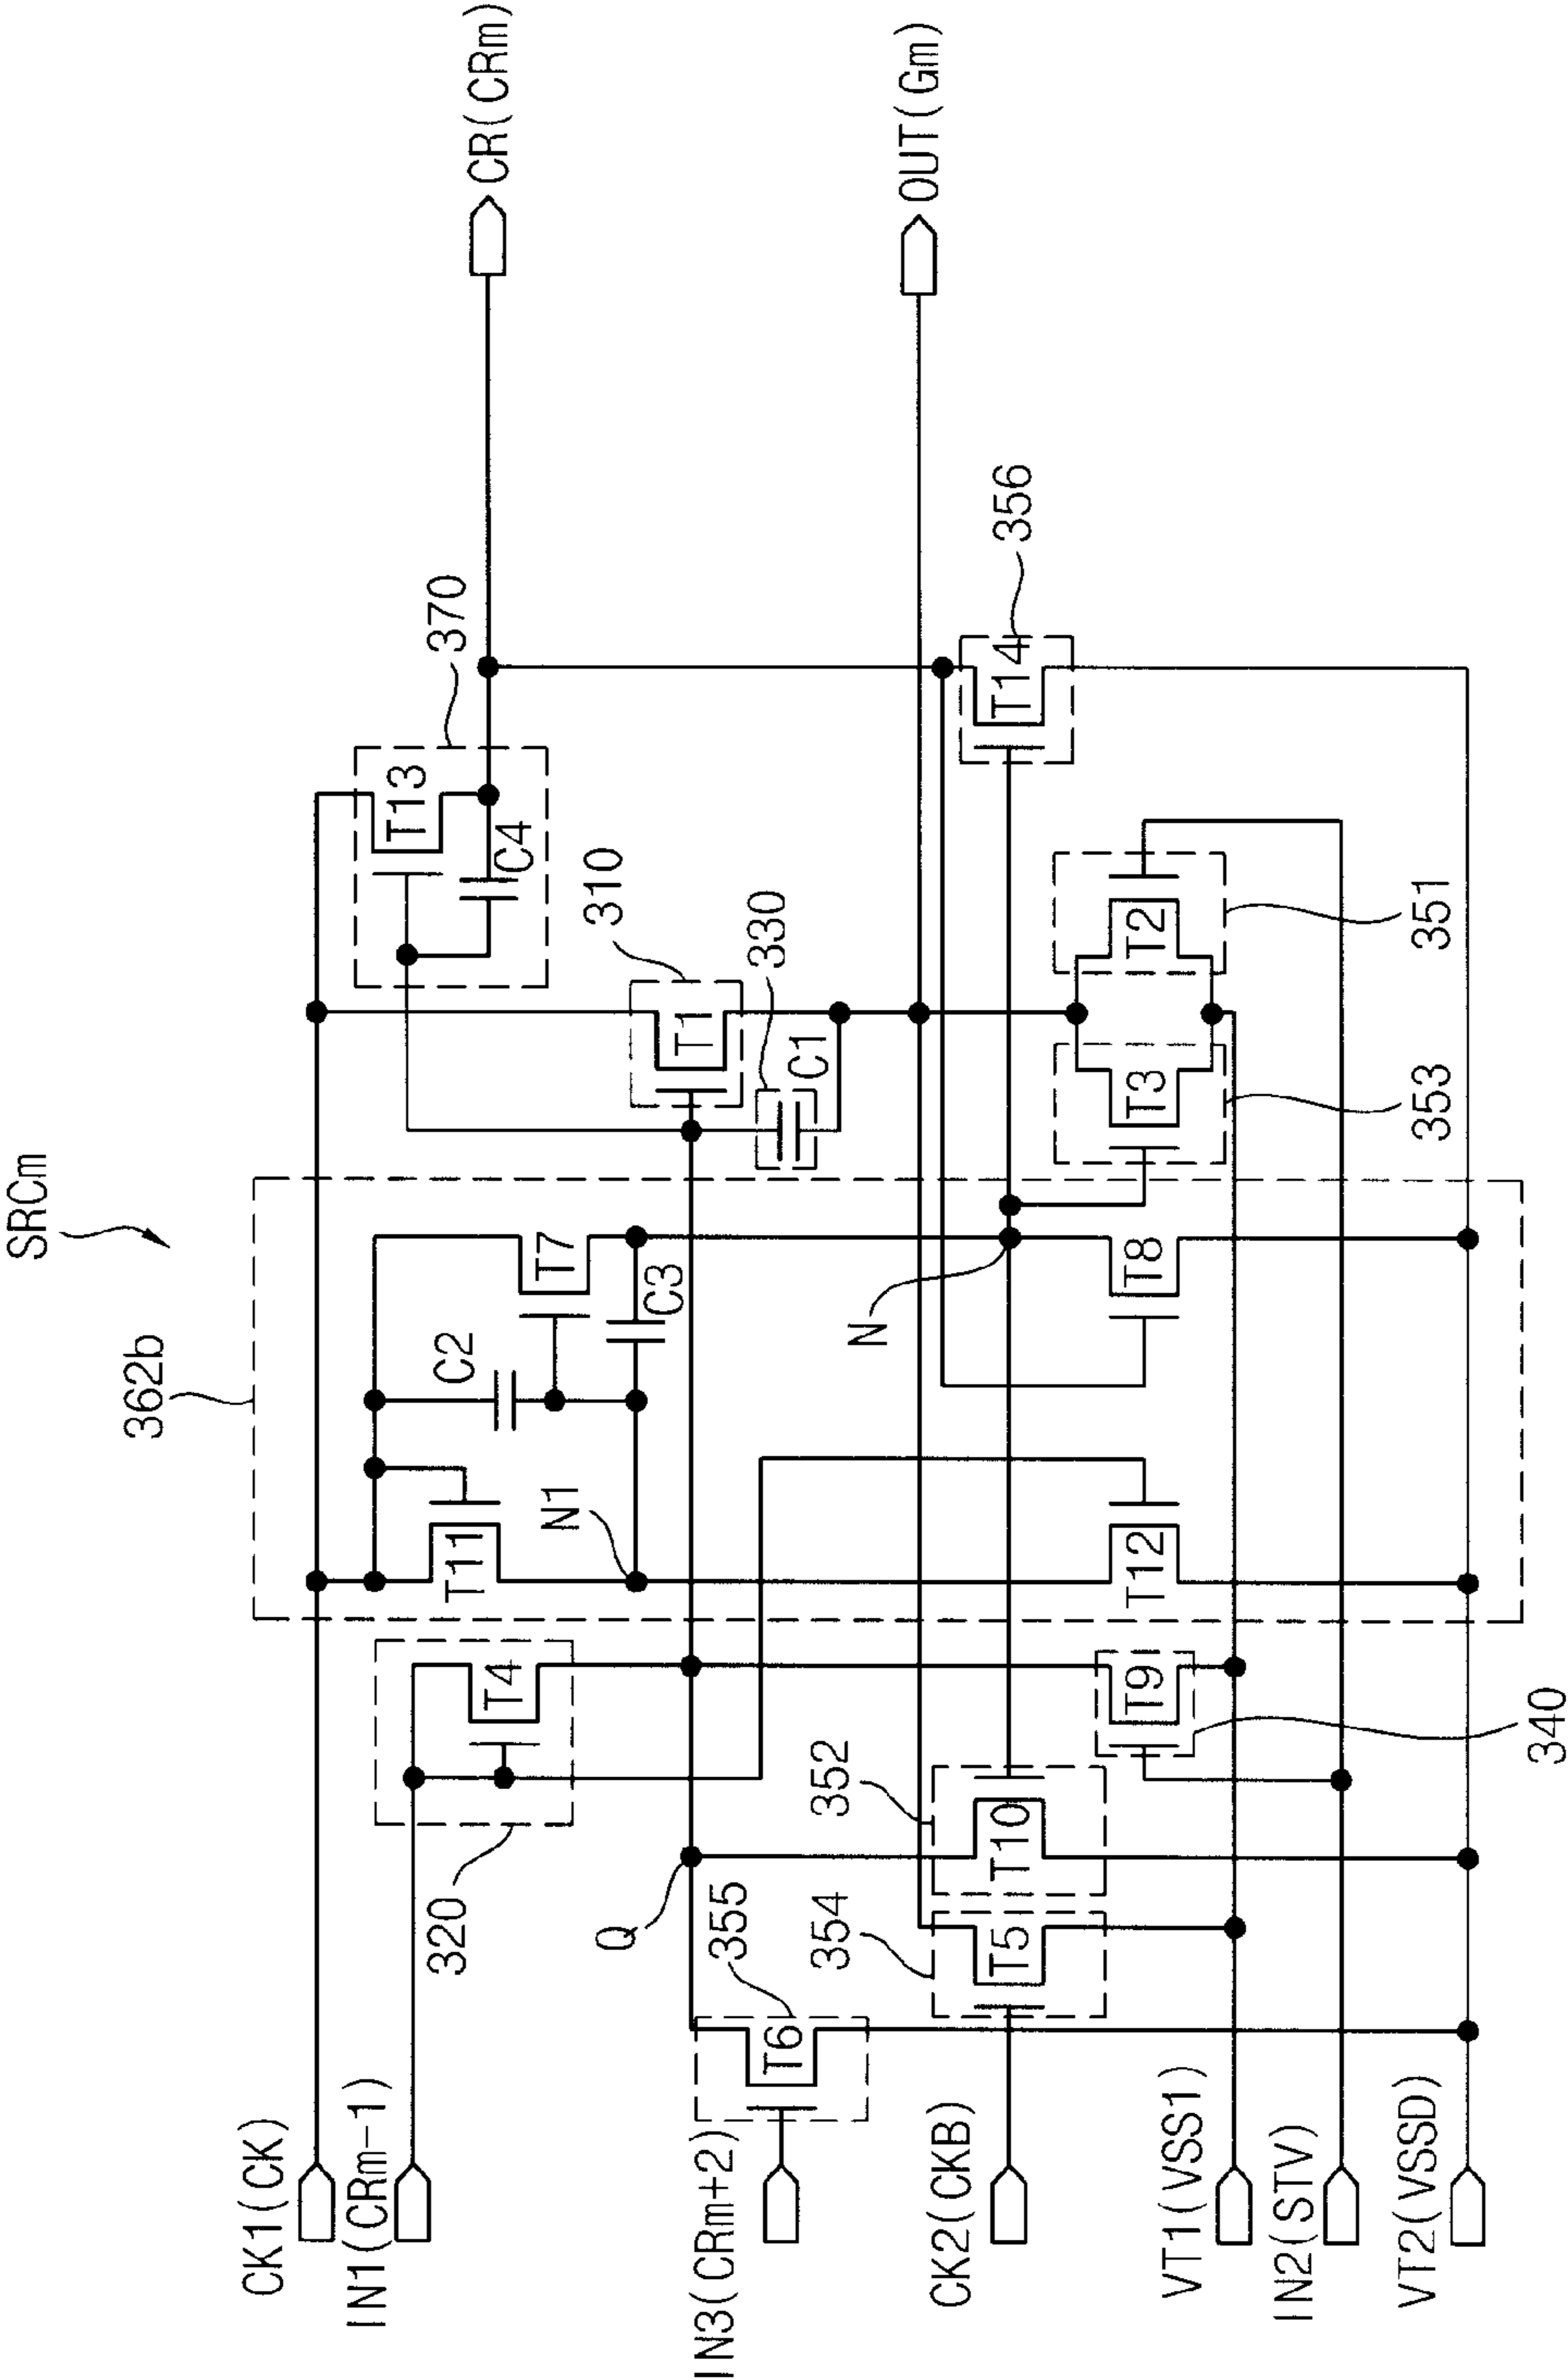 SRCm
362b
370
CK1(CK)
T13
CR(CRm)
IN1(CRm-1)
320
T4
T11
C2
T7
C4
N1
C3
310
T1
330
C1
Q
355
IN3(CRm+2)
T6
N
354
352
OUT(Gm)
CK2(CKB)
T5
T10
T14
356
T9
T12
T8
T3
T2
VT1(VSS1)
IN2(STV)
VT2(VSSD)
340
353
351